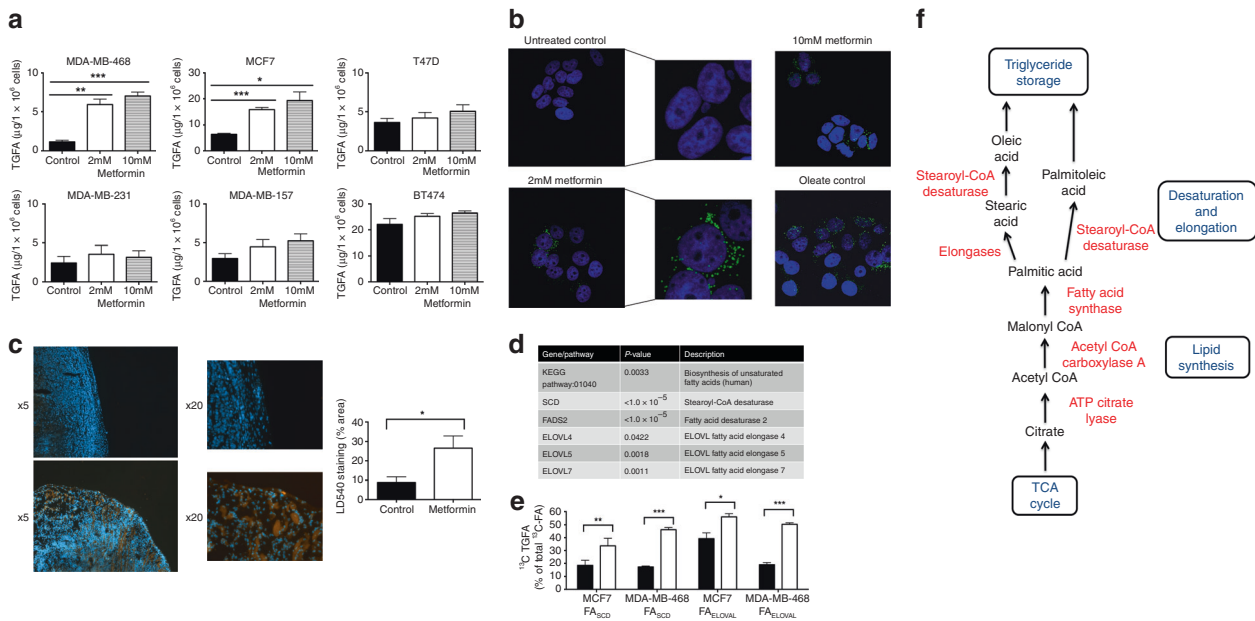 a
MDA-MB-468
TGFA (µg/1 × 10⁶ cells)
10
5
0
***
**
Control
2mM
10mM
Metformin
MCF7
TGFA (µg/1 × 10⁶ cells)
30
20
10
0
*
***
Control
2mM
10mM
Metformin
T47D
TGFA (µg/1 × 10⁶ cells)
10
5
0
Control
2mM
10mM
Metformin
MDA-MB-231
TGFA (µg/1 × 10⁶ cells)
10
5
0
Control
2mM
10mM
Metformin
MDA-MB-157
TGFA (µg/1 × 10⁶ cells)
10
5
0
Control
2mM
10mM
Metformin
BT474
TGFA (µg/1 × 10⁶ cells)
30
20
10
0
Control
2mM
10mM
Metformin
b
Untreated control
10mM metformin
2mM metformin
Oleate control
c
x5
x20
x5
x20
LD540 staining (% area)
40
30
20
10
0
*
Control
Metformin
d
Gene/pathway P-value Description
KEGG 0.0033 Biosynthesis of unsaturated
pathway:01040 fatty acids (human)
SCD <1.0 × 10⁻⁵ Stearoyl-CoA desaturase
FADS2 <1.0 × 10⁻⁵ Fatty acid desaturase 2
ELOVL4 0.0422 ELOVL fatty acid elongase 4
ELOVL5 0.0018 ELOVL fatty acid elongase 5
ELOVL7 0.0011 ELOVL fatty acid elongase 7
e
¹³C TGFA
(% of total ¹³C-FA)
60
50
40
30
20
10
0
**
***
*
***
MCF7 MDA-MB-468 MCF7 MDA-MB-468
FA_SCD FA_SCD FA_ELOVAL FA_ELOVAL
f
Triglyceride
storage
Oleic
acid
Stearoyl-CoA
desaturase
Palmitoleic
acid
Stearic
acid
Desaturation
and
elongation
Stearoyl-CoA
desaturase
Elongases
Palmitic acid
Fatty acid
synthase
Malonyl CoA
Acetyl CoA
carboxylase A
Lipid
synthesis
Acetyl CoA
ATP citrate
lyase
Citrate
TCA
cycle